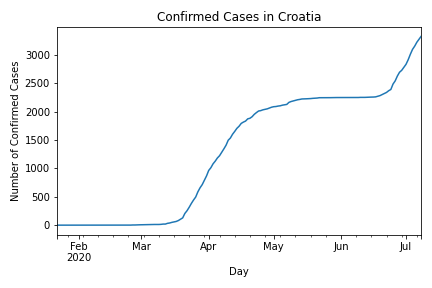 Confirmed Cases in Croatia
Number of Confirmed Cases
3000
2500
2000
1500
1000
500
0
Feb Mar Apr May Jun Jul
2020
Day